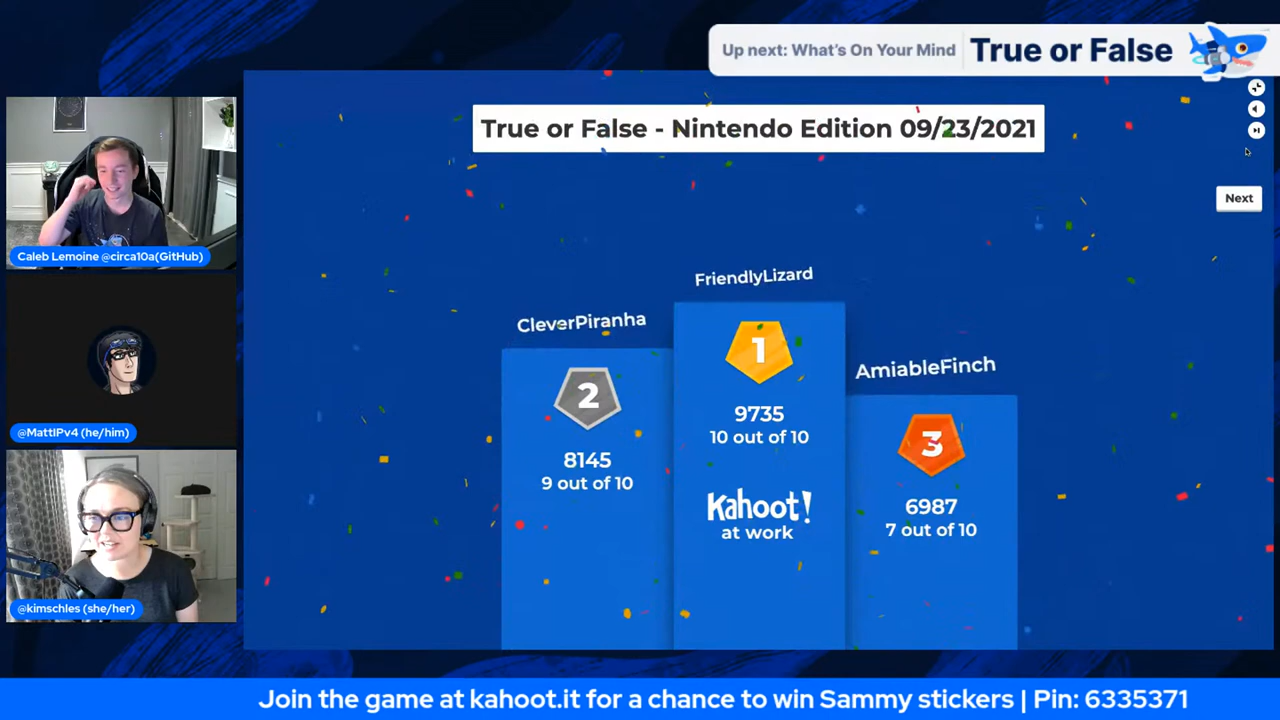 Up next: What's On Your Mind True or False
True or False - Nintendo Edition 09/23/2021
Next
FriendlyLizard
CleverPiranha
AmiableFinch
1
9735
10 out of 10
2
8145
9 out of 10
3
6987
7 out of 10
Kahoot!
at work
Caleb Lemoine @circa10a(GitHub)
@MattIPv4 (he/him)
@kimschles (she/her)
Join the game at kahoot.it for a chance to win Sammy stickers | Pin: 6335371